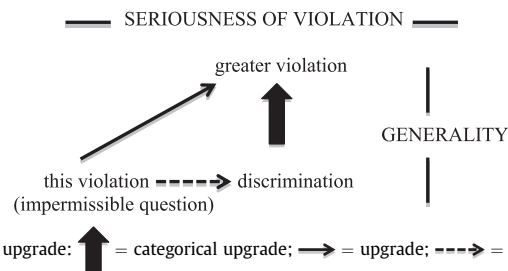 SERIOUSNESS OF VIOLATION
greater violation
GENERALITY
this violation discrimination
(impermissible question)
upgrade: = categorical upgrade; = upgrade; =